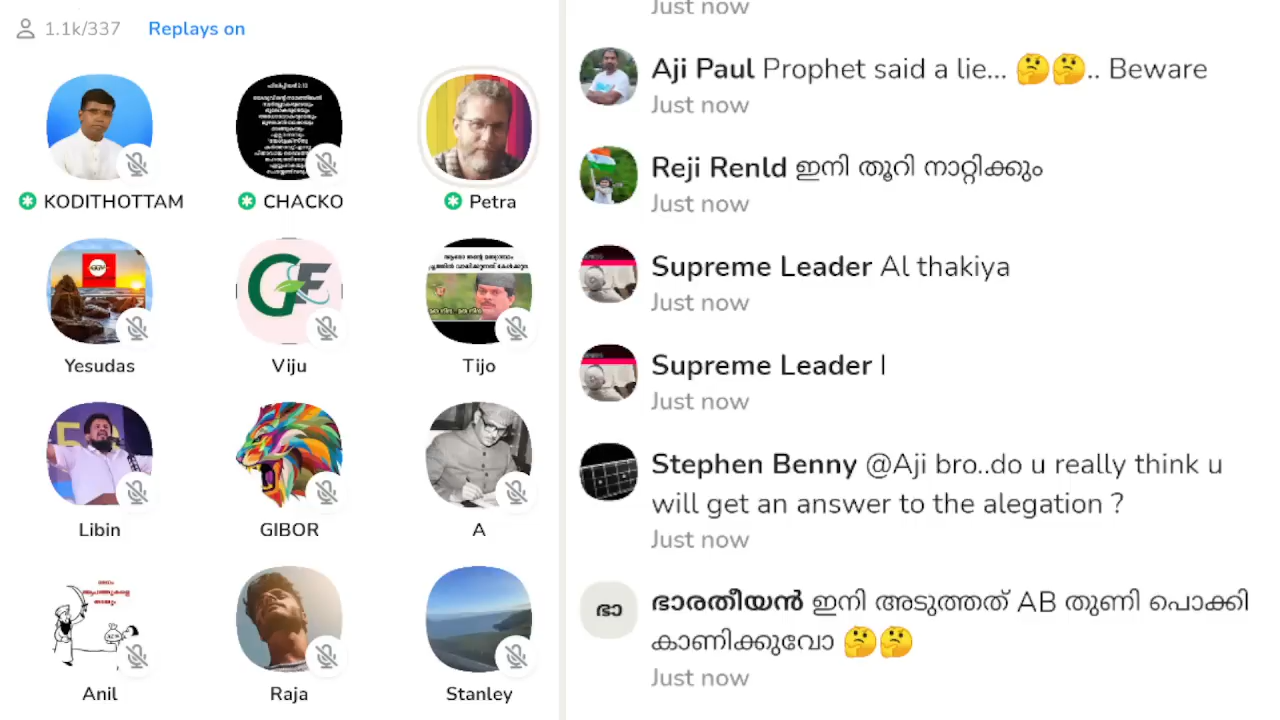 1.1k/337 Replays on
KODITHOTTAM
CHACKO
Petra
Yesudas
Viju
Tijo
Libin
GIBOR
A
Anil
Raja
Stanley
Just now
Aji Paul Prophet said a lie... 🤔🤔.. Beware
Just now
Reji Renld ഇനി തൂറി നാറ്റിക്കും
Just now
Supreme Leader Al thakiya
Just now
Supreme Leader I
Just now
Stephen Benny @Aji bro..do u really think u
will get an answer to the alegation ?
Just now
ഭാ
ഭാരതീയൻ ഇനി അടുത്തത് AB തുണി പൊക്കി
കാണിക്കുവോ 🤔🤔
Just now